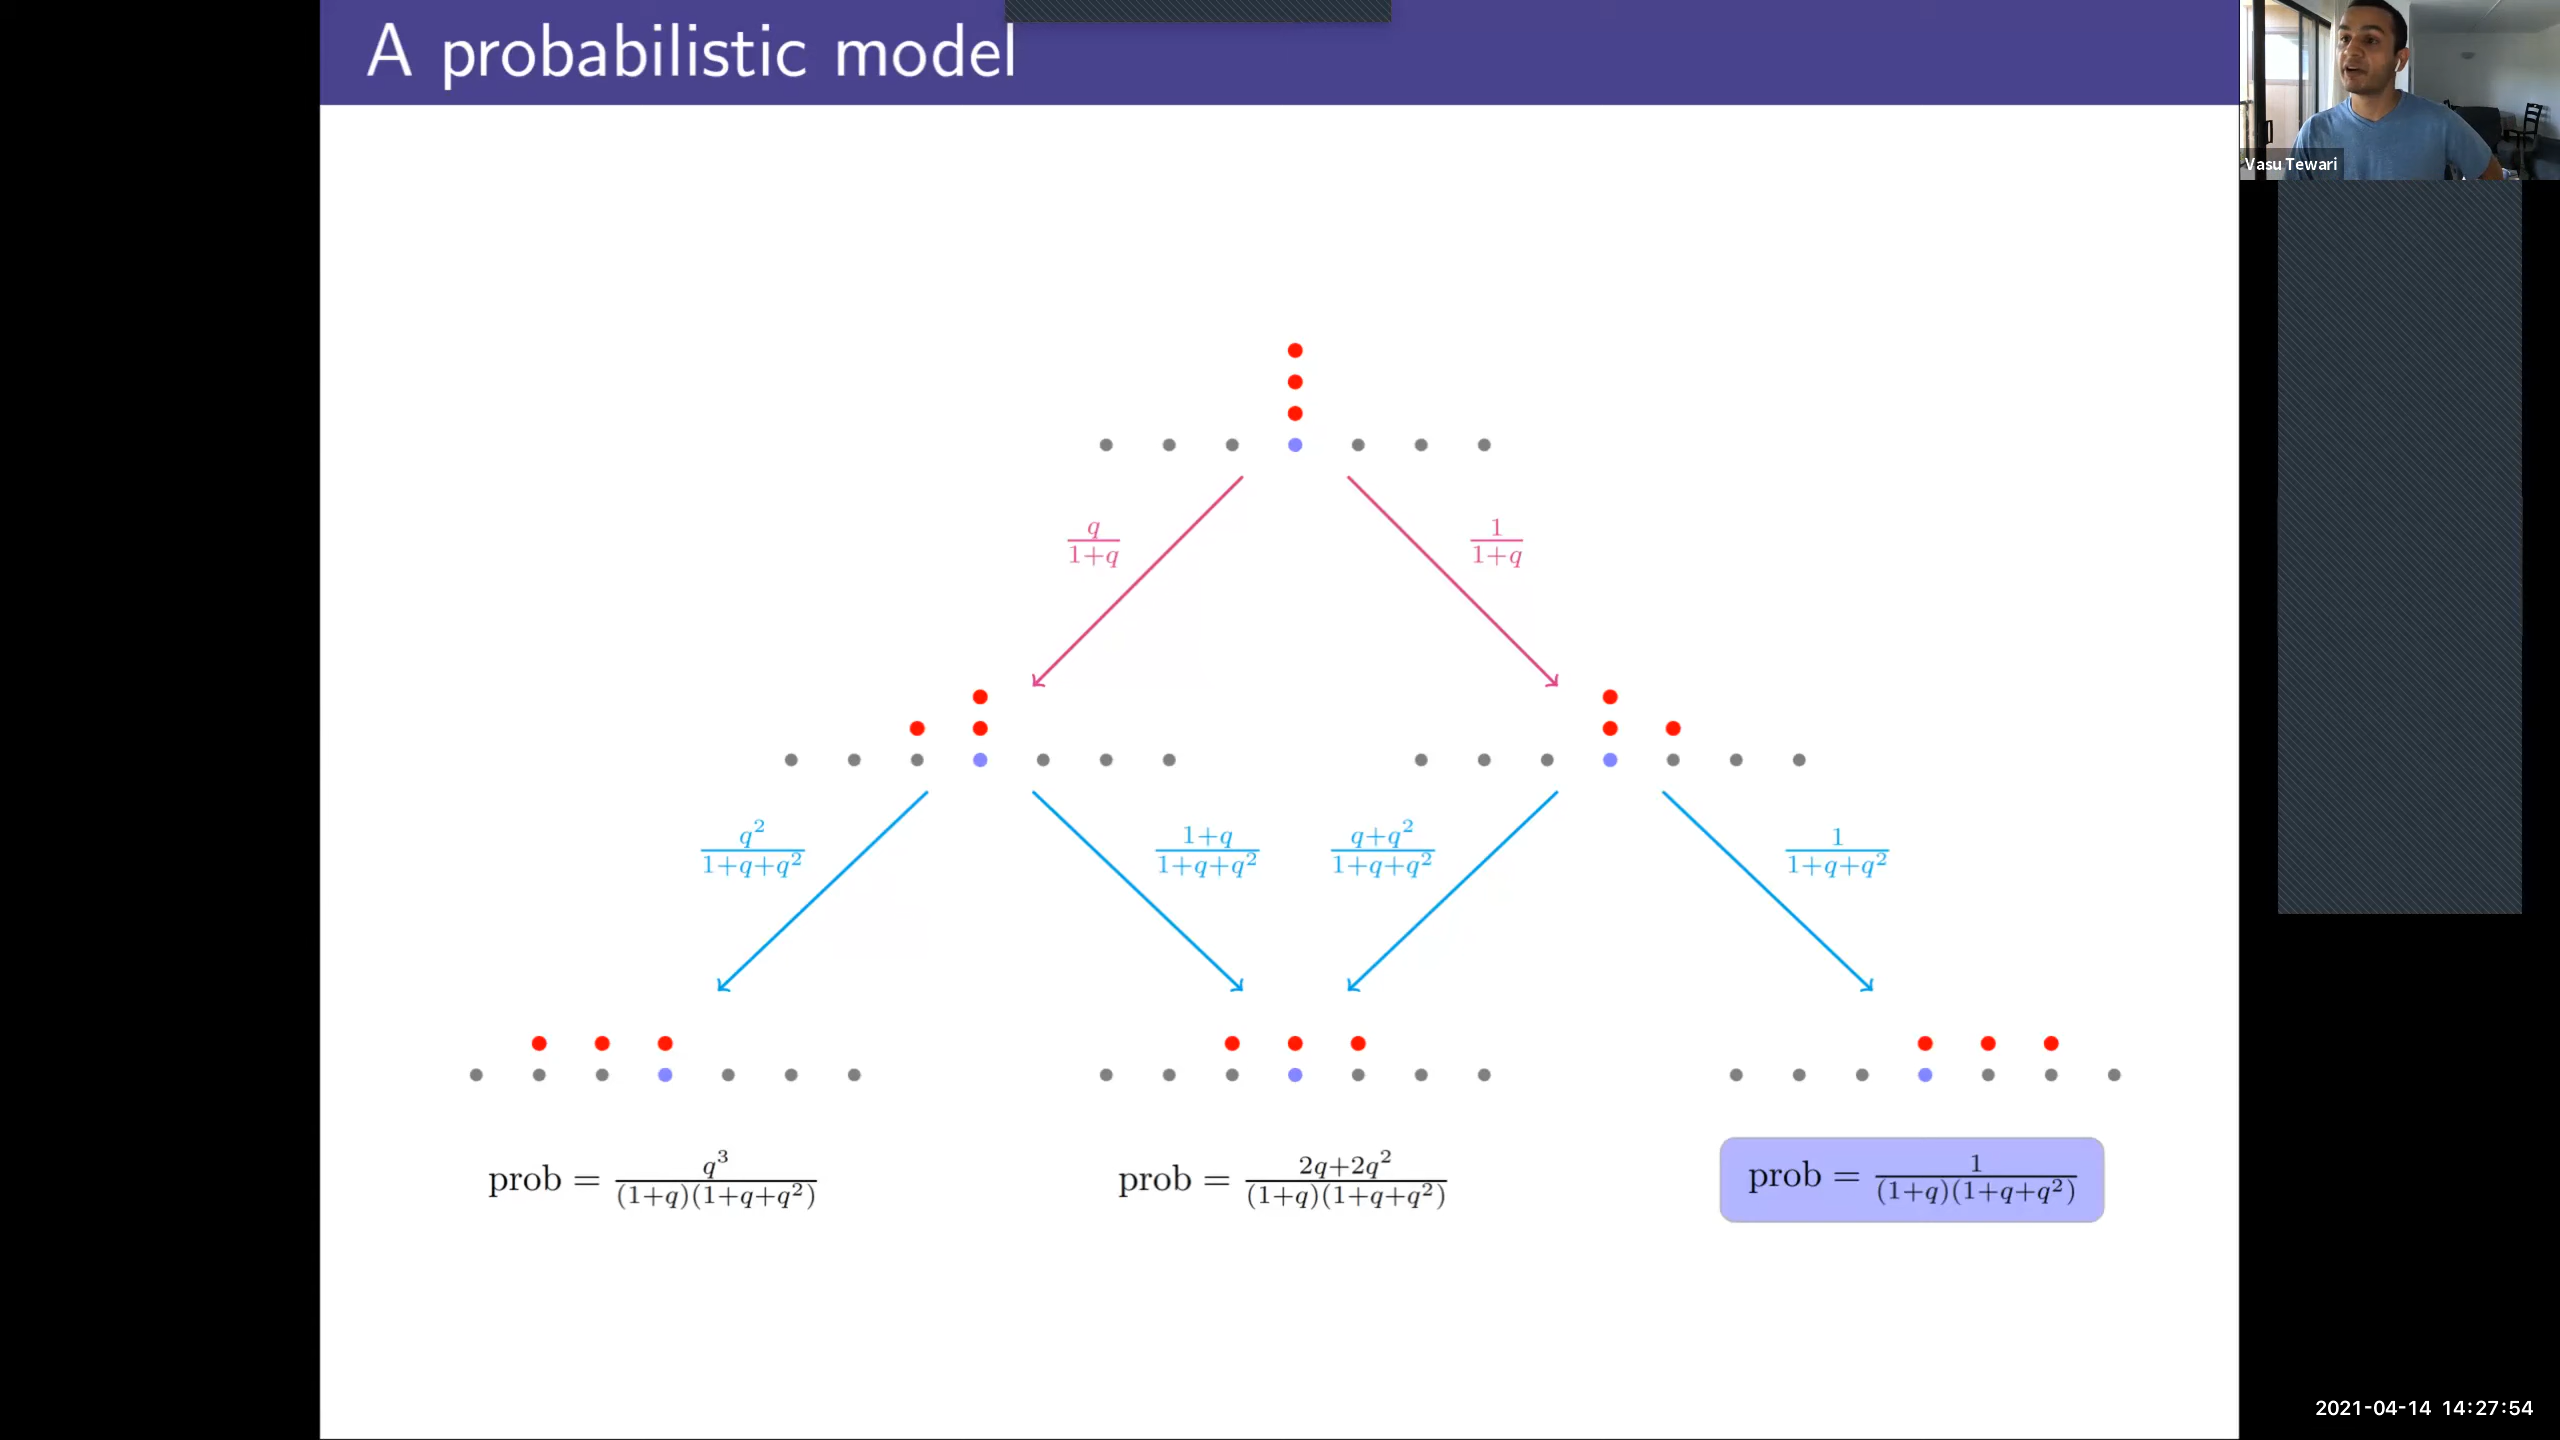 A probabilistic model
Vasu Tewari
q/(1+q) 1/(1+q)
q²/(1+q+q²) (1+q)/(1+q+q²) (q+q²)/(1+q+q²) 1/(1+q+q²)
prob = q³/((1+q)(1+q+q²)) prob = (2q+2q²)/((1+q)(1+q+q²)) prob = 1/((1+q)(1+q+q²))
2021-04-14 14:27:54